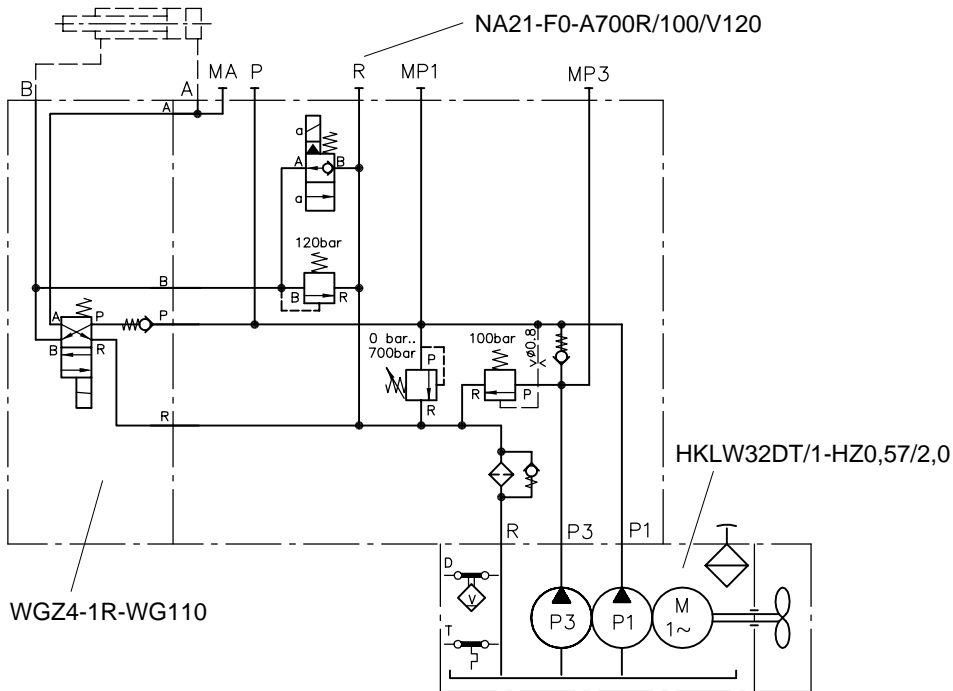 NA21-F0-A700R/100/V120
B
A
MA
P
R
MP1
MP3
A
a
A
B
a
120bar
B
B
R
A
P
P
B
R
0 bar..
700bar
P
R
100bar
R
P
>ø0,8<
R
HKLW32DT/1-HZ0,57/2,0
R
P3
P1
D
V
T
P3
P1
M
1~
WGZ4-1R-WG110